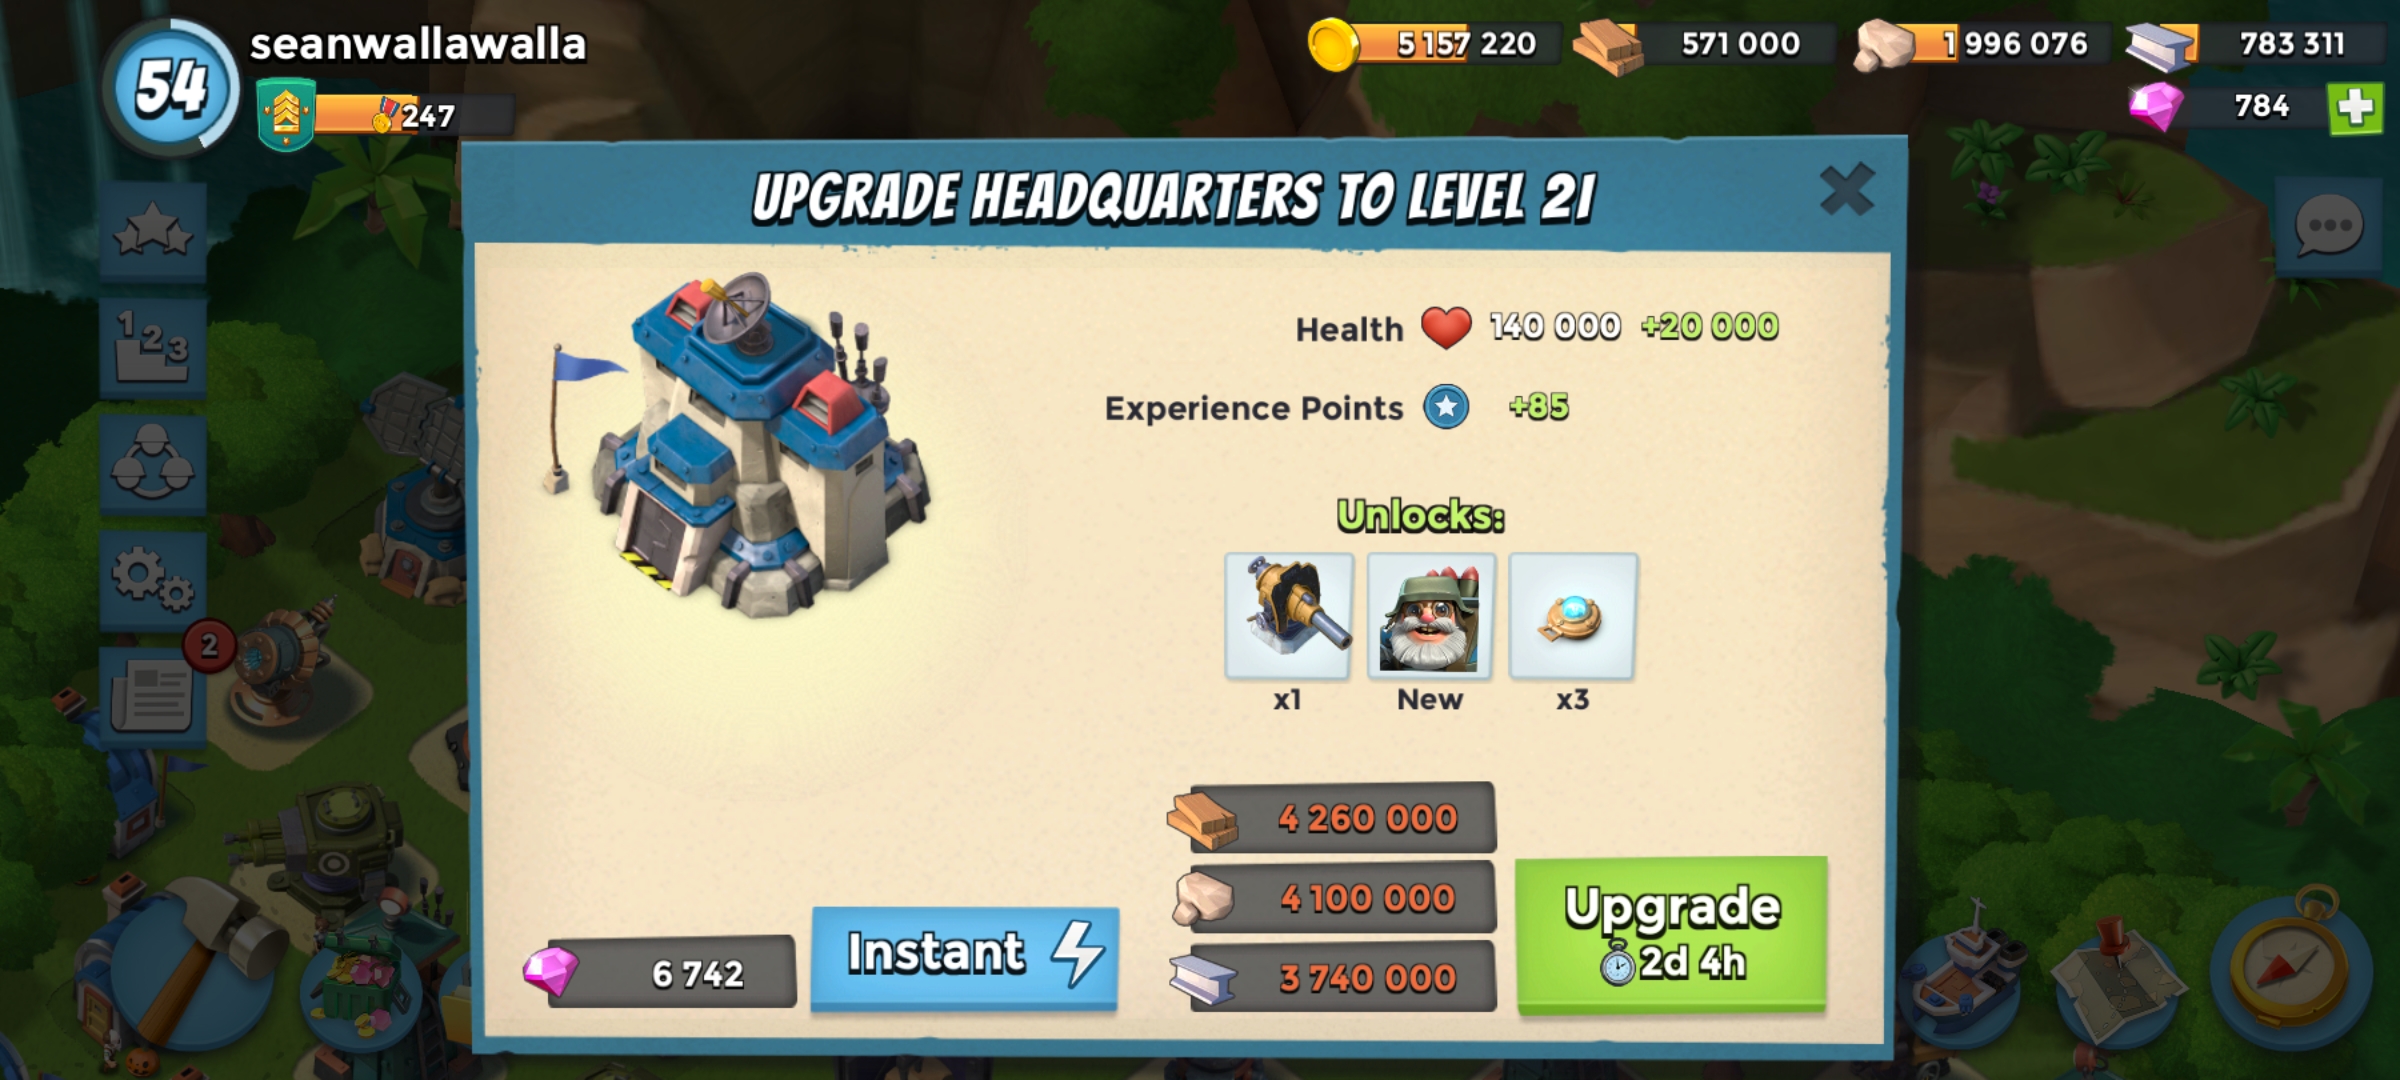 54
seanwallawalla
247
5 157 220
571 000
1 996 076
783 311
784
UPGRADE HEADQUARTERS TO LEVEL 21
123
2
Health 140 000 +20 000
Experience Points +85
Unlocks:
x1 New x3
4 260 000
4 100 000
3 740 000
6 742
Instant
Upgrade
2d 4h